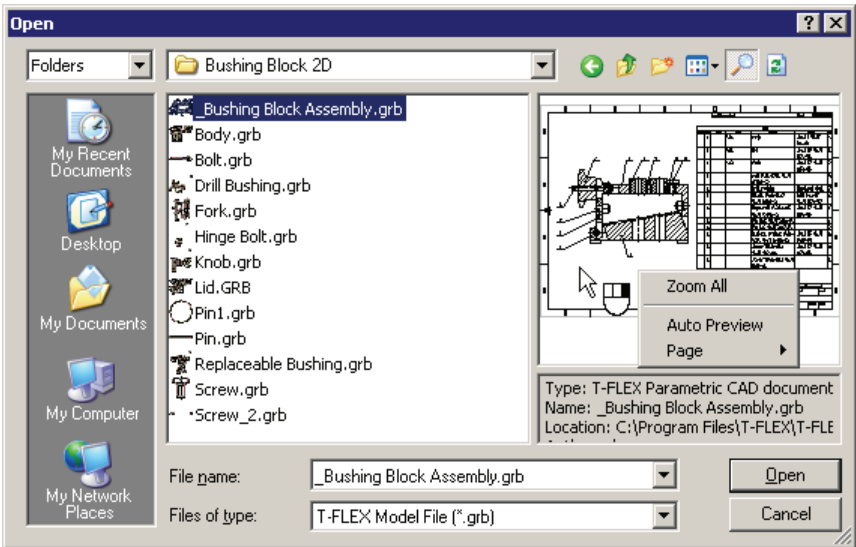 Open
Folders
Bushing Block 2D
My Recent
Documents
Desktop
My Documents
My Computer
My Network
Places
_Bushing Block Assembly.grb
Body.grb
Bolt.grb
Drill Bushing.grb
Fork.grb
Hinge Bolt.grb
Knob.grb
Lid.GRB
Pin1.grb
Pin.grb
Replaceable Bushing.grb
Screw.grb
Screw_2.grb
Zoom All
Auto Preview
Page
Type: T-FLEX Parametric CAD document
Name: _Bushing Block Assembly.grb
Location: C:\Program Files\T-FLEX\T-FLE
File name:
_Bushing Block Assembly.grb
Open
Files of type:
T-FLEX Model File (*.grb)
Cancel